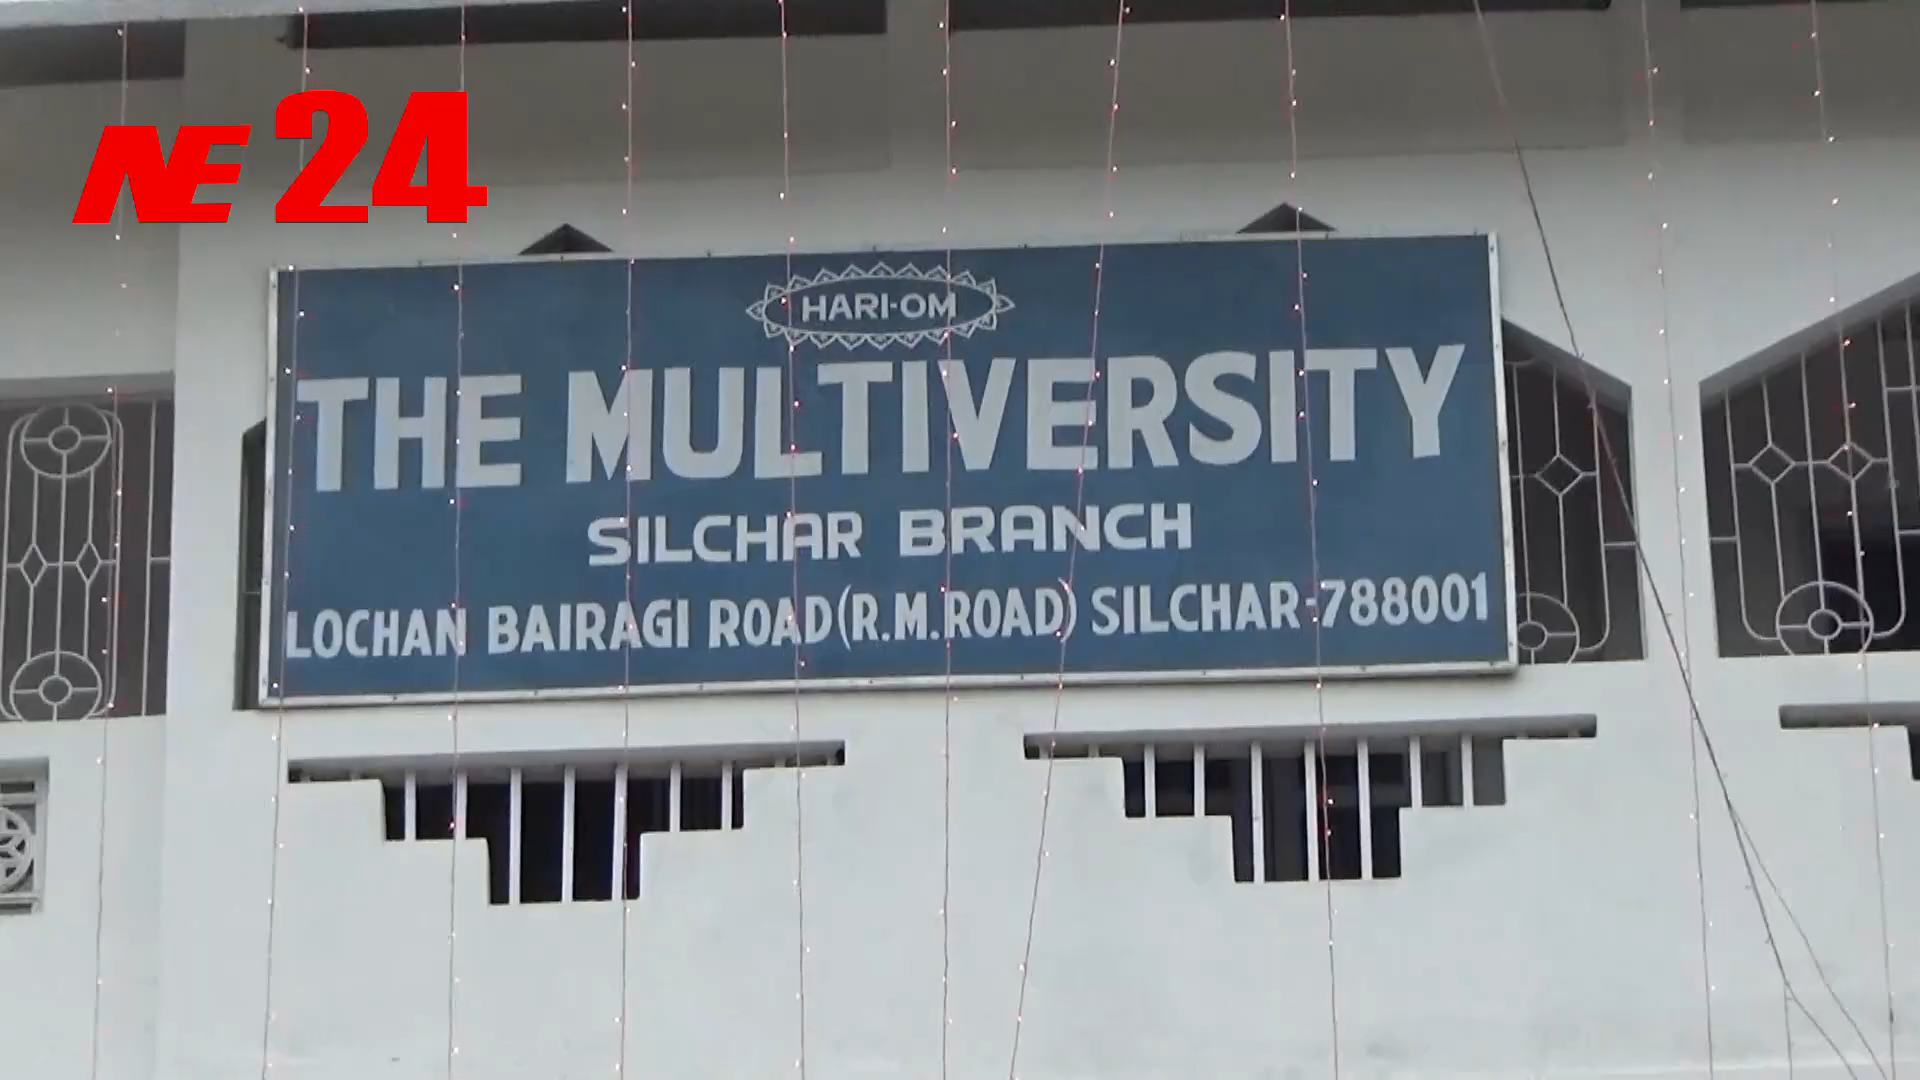 NE 24
HARI-OM
THE MULTIVERSITY
SILCHAR BRANCH
LOCHAN BAIRAGI ROAD(R.M.ROAD) SILCHAR-788001